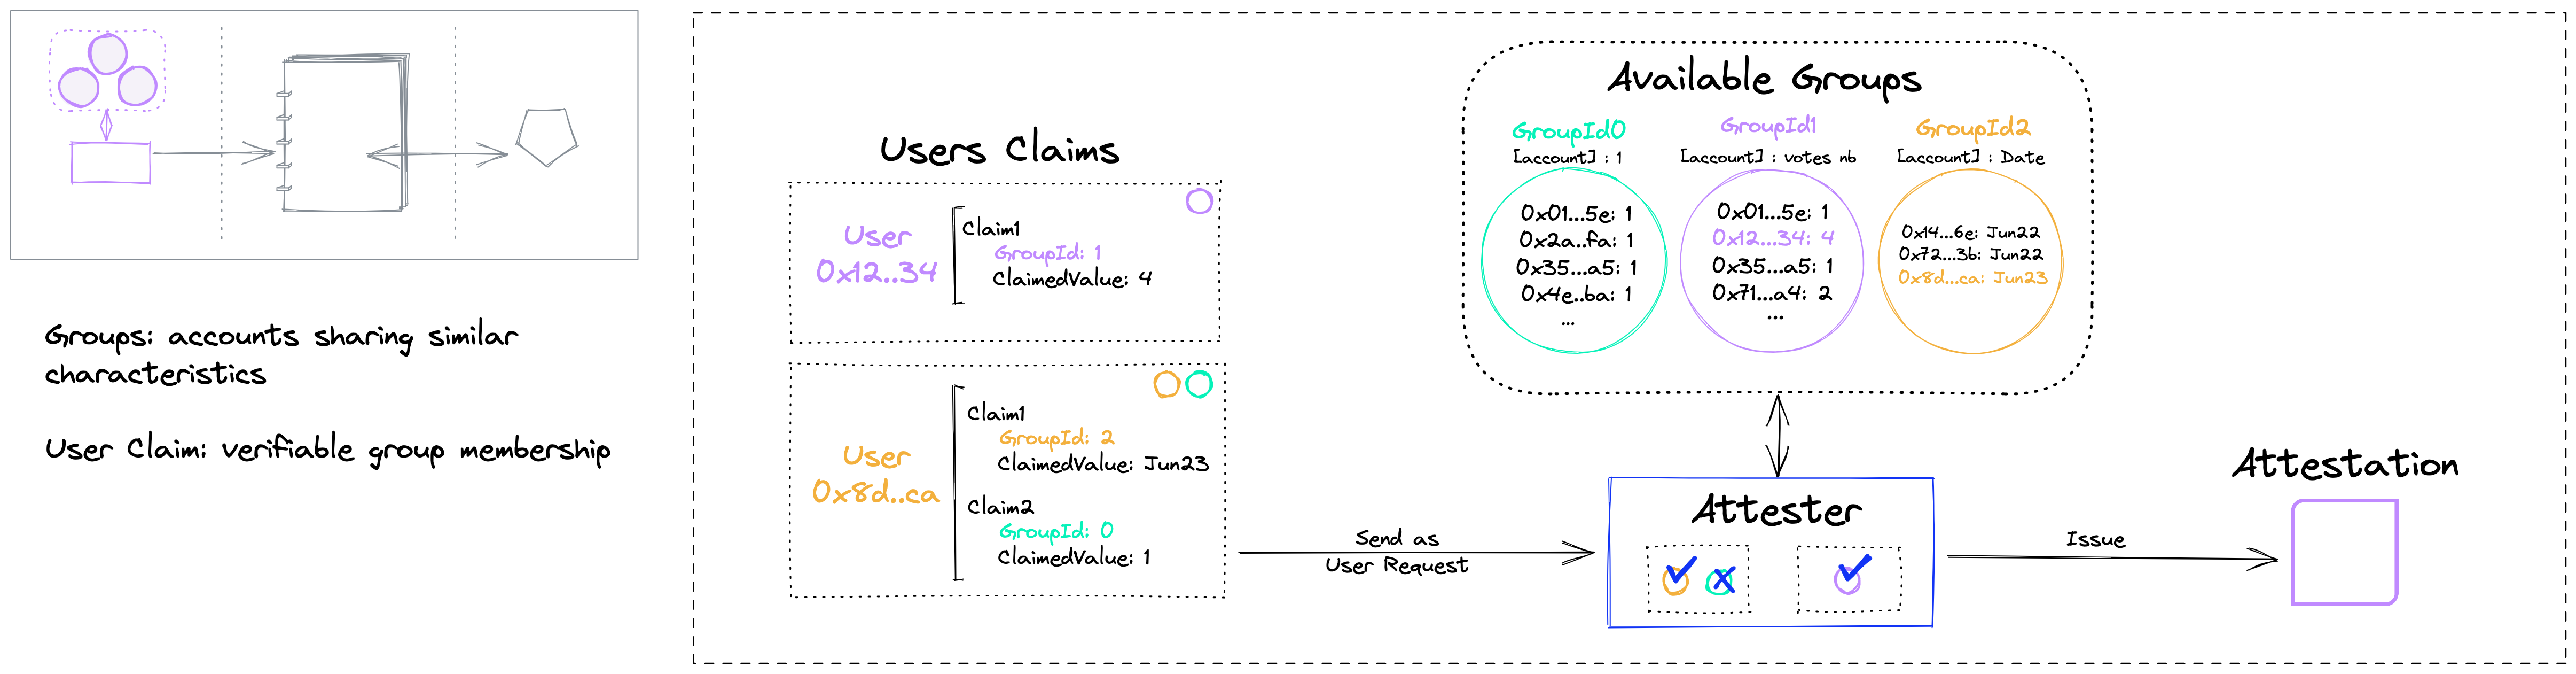 Groups: accounts sharing similar
characteristics
User Claim: verifiable group membership
Users Claims
User
0x12..34
Claim1
GroupId: 1
ClaimedValue: 4
User
0x8d..ca
Claim1
GroupId: 2
ClaimedValue: Jun23
Claim2
GroupId: 0
ClaimedValue: 1
Send as
User Request
Available Groups
GroupId0
[account] : 1
0x01...5e: 1
0x2a..fa: 1
0x35...a5: 1
0x4e..ba: 1
...
GroupId1
[account] : votes nb
0x01...5e: 1
0x12...34: 4
0x35...a5: 1
0x71...a4: 2
...
GroupId2
[account] : Date
0x14...6e: Jun22
0x72...3b: Jun22
0x8d...ca: Jun23
Attester
Issue
Attestation